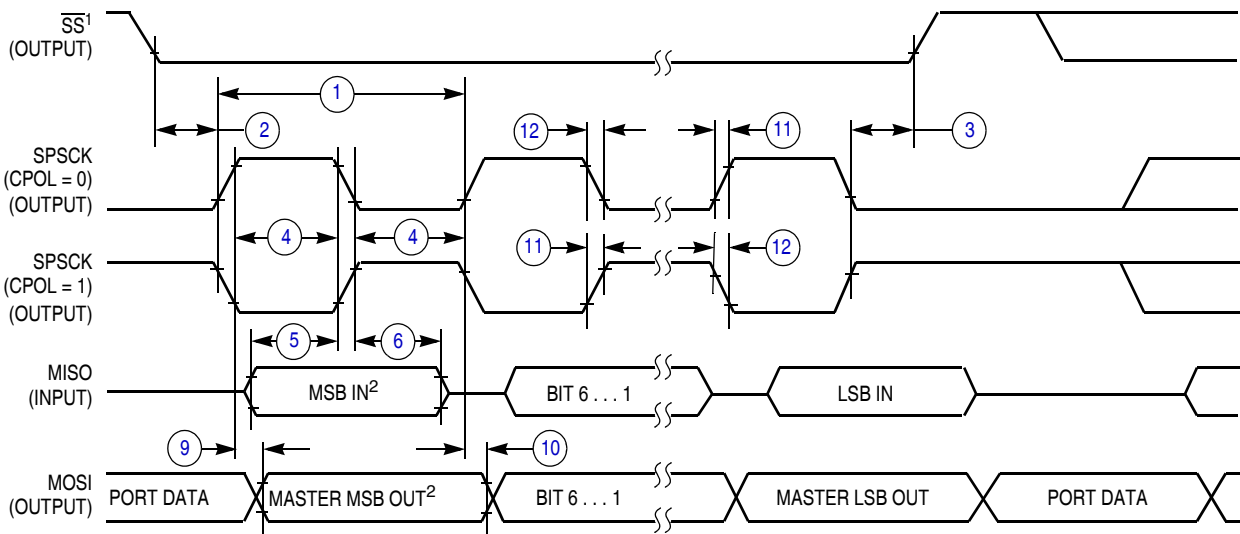 SS¹
(OUTPUT)
1
2
12
11
3
SPSCK
(CPOL = 0)
(OUTPUT)
4
4
11
12
SPSCK
(CPOL = 1)
(OUTPUT)
5
6
MISO
(INPUT)
MSB IN²
BIT 6 . . . 1
LSB IN
9
10
MOSI
(OUTPUT)
PORT DATA
MASTER MSB OUT²
BIT 6 . . . 1
MASTER LSB OUT
PORT DATA